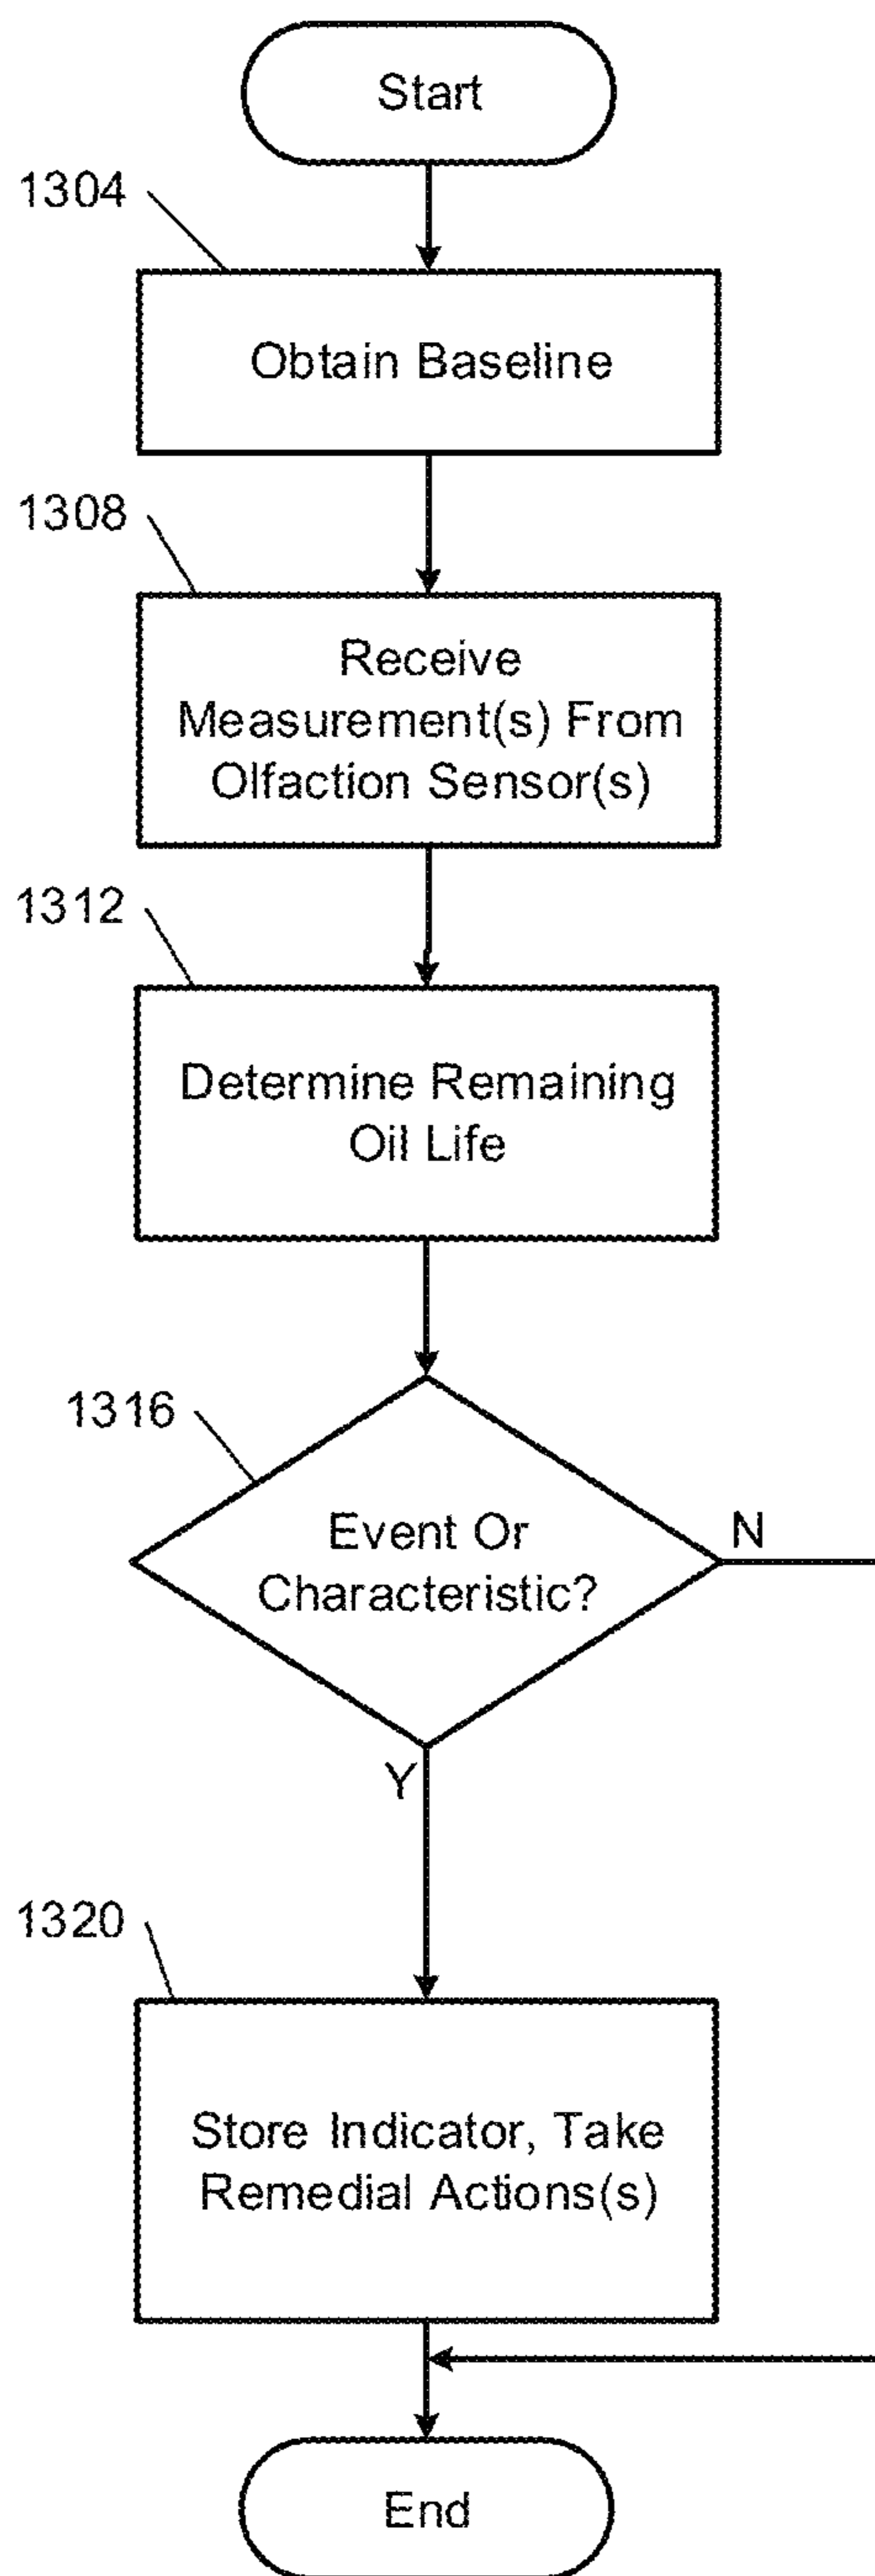 Start
1304
Obtain Baseline
1308
Receive
Measurement(s) From
Olfaction Sensor(s)
1312
Determine Remaining
Oil Life
1316
Event Or
Characteristic?
N
Y
1320
Store Indicator, Take
Remedial Actions(s)
End